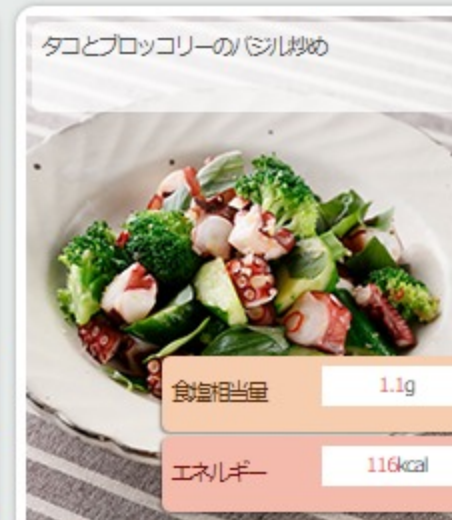 タコとブロッコリーのバジル炒め
食塩相当量
1.1g
エネルギー
116kcal